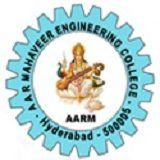 A.A.R MAHAVEER ENGINEERING COLLEGE
AARM
- Hyderabad - 500005 -